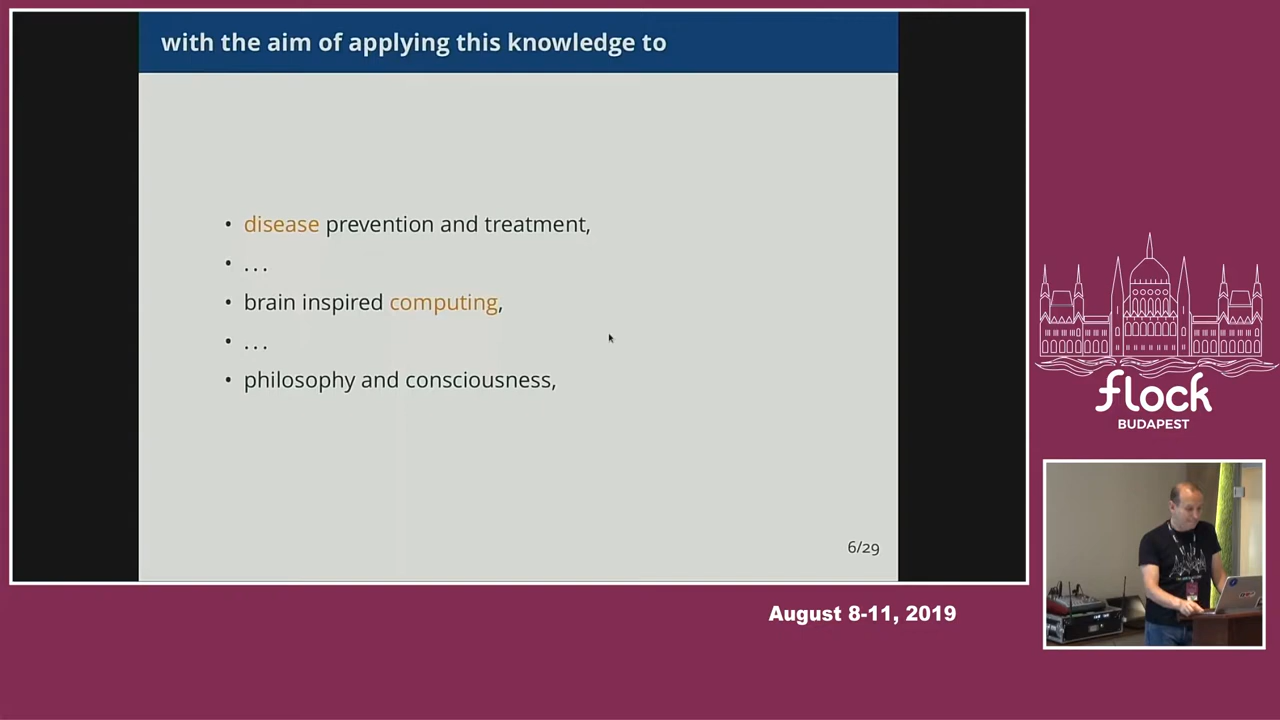 with the aim of applying this knowledge to
• disease prevention and treatment,
• ...
• brain inspired computing,
• ...
• philosophy and consciousness,
6/29
flock
BUDAPEST
August 8-11, 2019